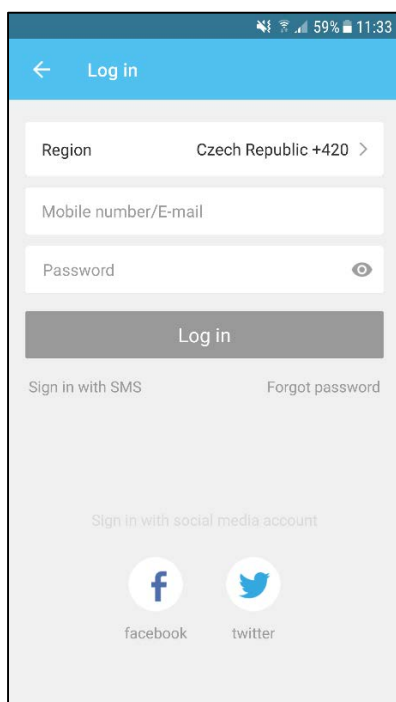 59% 11:33
Log in
Region Czech Republic +420 >
Mobile number/E-mail
Password
Log in
Sign in with SMS Forgot password
Sign in with social media account
facebook twitter